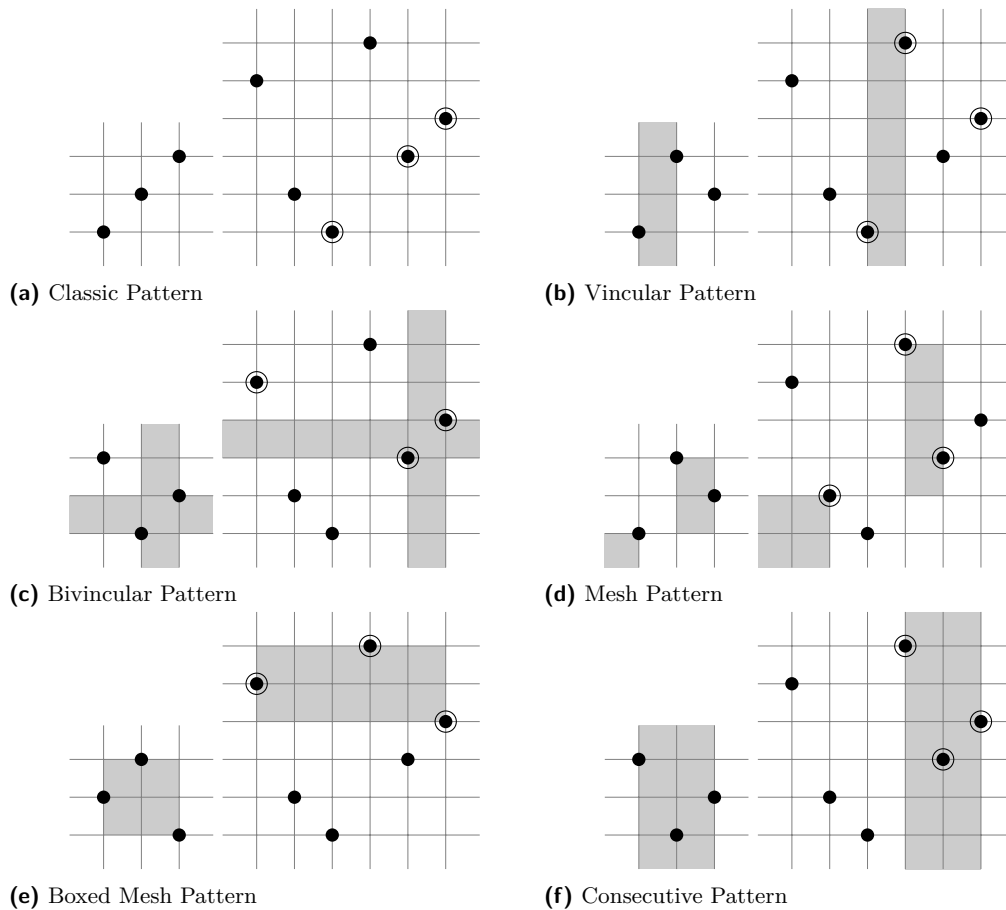 (a) Classic Pattern
(b) Vincular Pattern
(c) Bivincular Pattern
(d) Mesh Pattern
(e) Boxed Mesh Pattern
(f) Consecutive Pattern